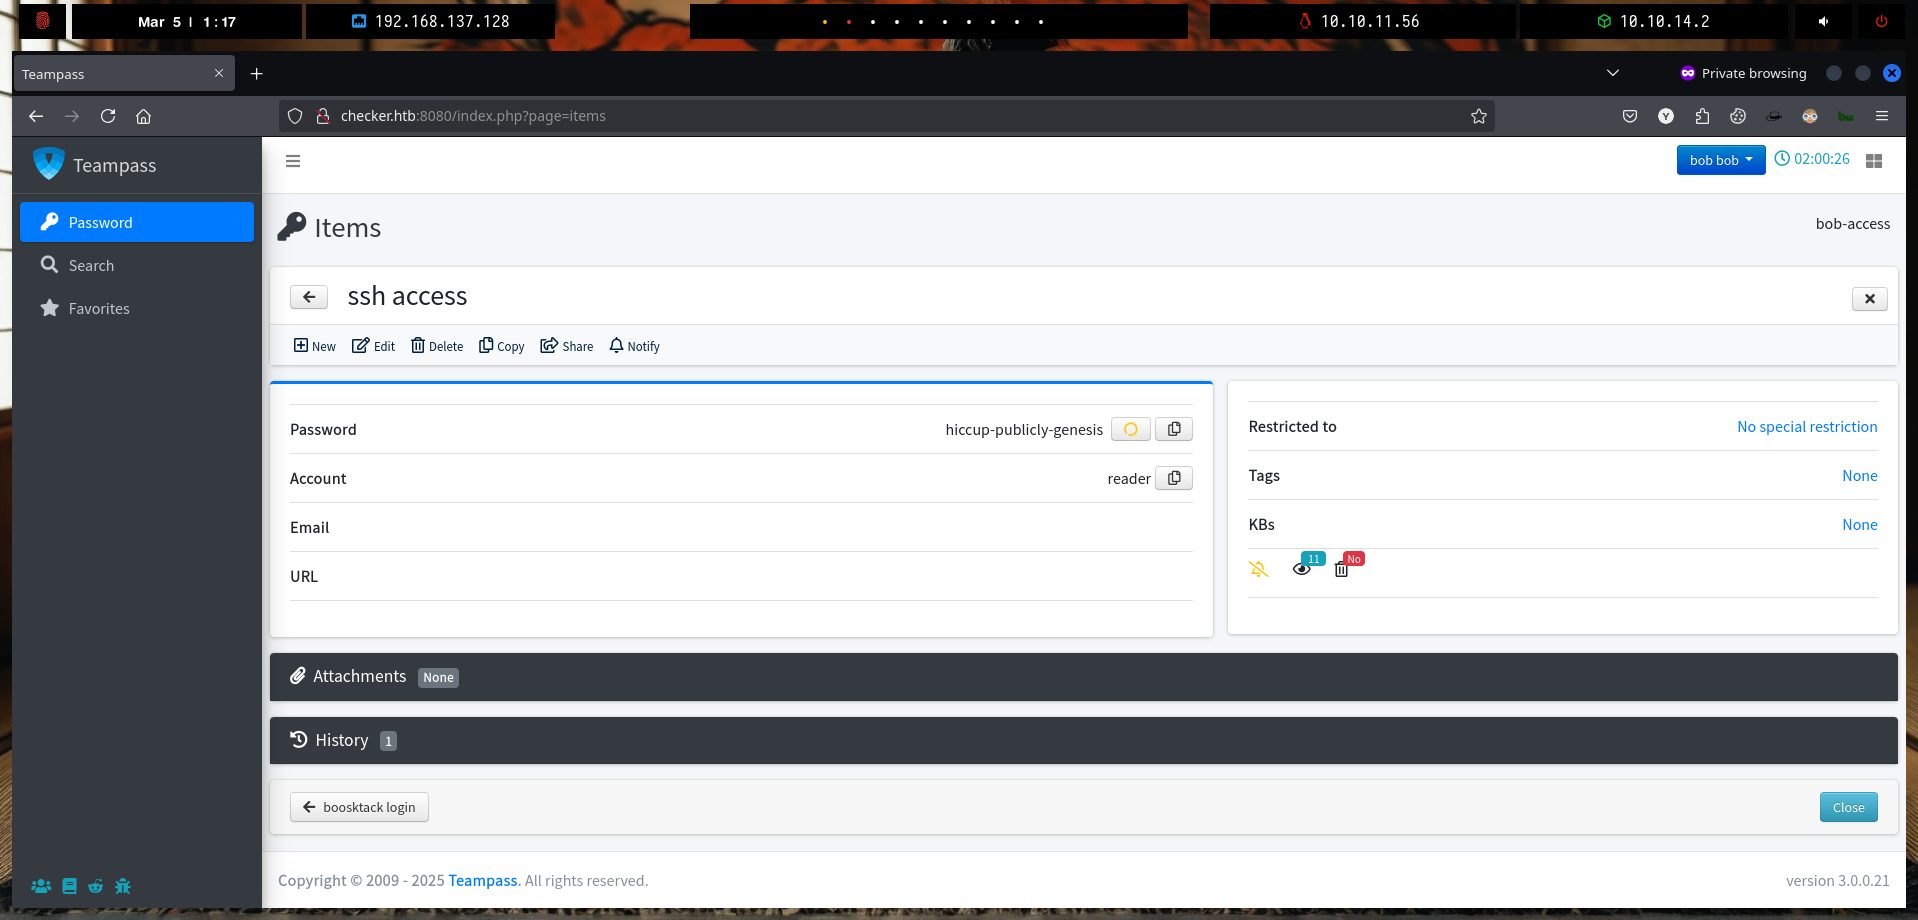 Mar 5 | 1:17
192.168.137.128
10.10.11.56
10.10.14.2
Teampass
Private browsing
checker.htb:8080/index.php?page=items
Y
Teampass
bob bob
02:00:26
Password
Search
Favorites
Items
bob-access
ssh access
New
Edit
Delete
Copy
Share
Notify
Password
hiccup-publicly-genesis
Account
reader
Email
URL
Restricted to
No special restriction
Tags
None
KBs
None
11
No
Attachments None
History 1
boosktack login
Close
Copyright © 2009 - 2025 Teampass. All rights reserved.
version 3.0.0.21